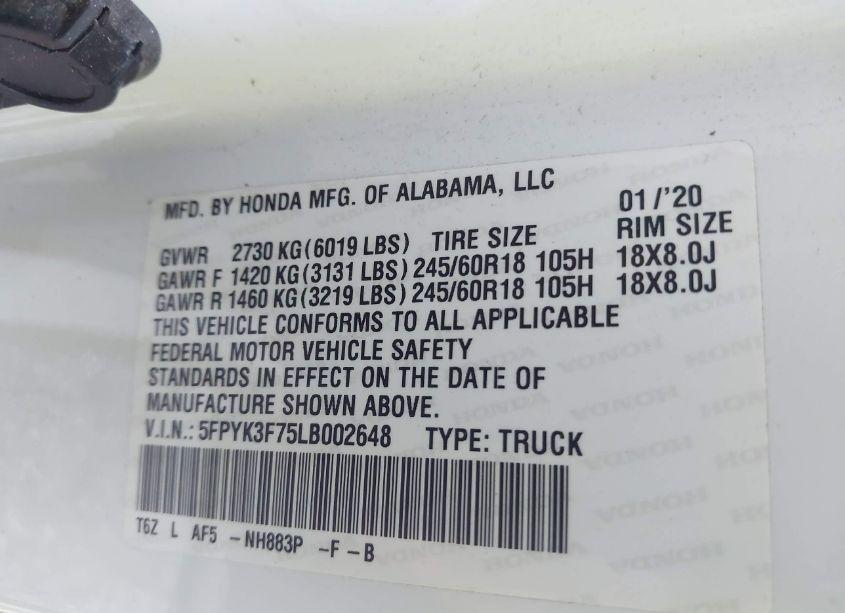 MFD. BY HONDA MFG. OF ALABAMA, LLC 01/'20
GVWR 2730 KG(6019 LBS) TIRE SIZE RIM SIZE
GAWR F 1420 KG(3131 LBS) 245/60R18 105H 18X8.0J
GAWR R 1460 KG(3219 LBS) 245/60R18 105H 18X8.0J
THIS VEHICLE CONFORMS TO ALL APPLICABLE
FEDERAL MOTOR VEHICLE SAFETY
STANDARDS IN EFFECT ON THE DATE OF
MANUFACTURE SHOWN ABOVE.
V.I.N.: 5FPYK3F75LB002648 TYPE: TRUCK
T6Z L AF5 -NH883P -F-B